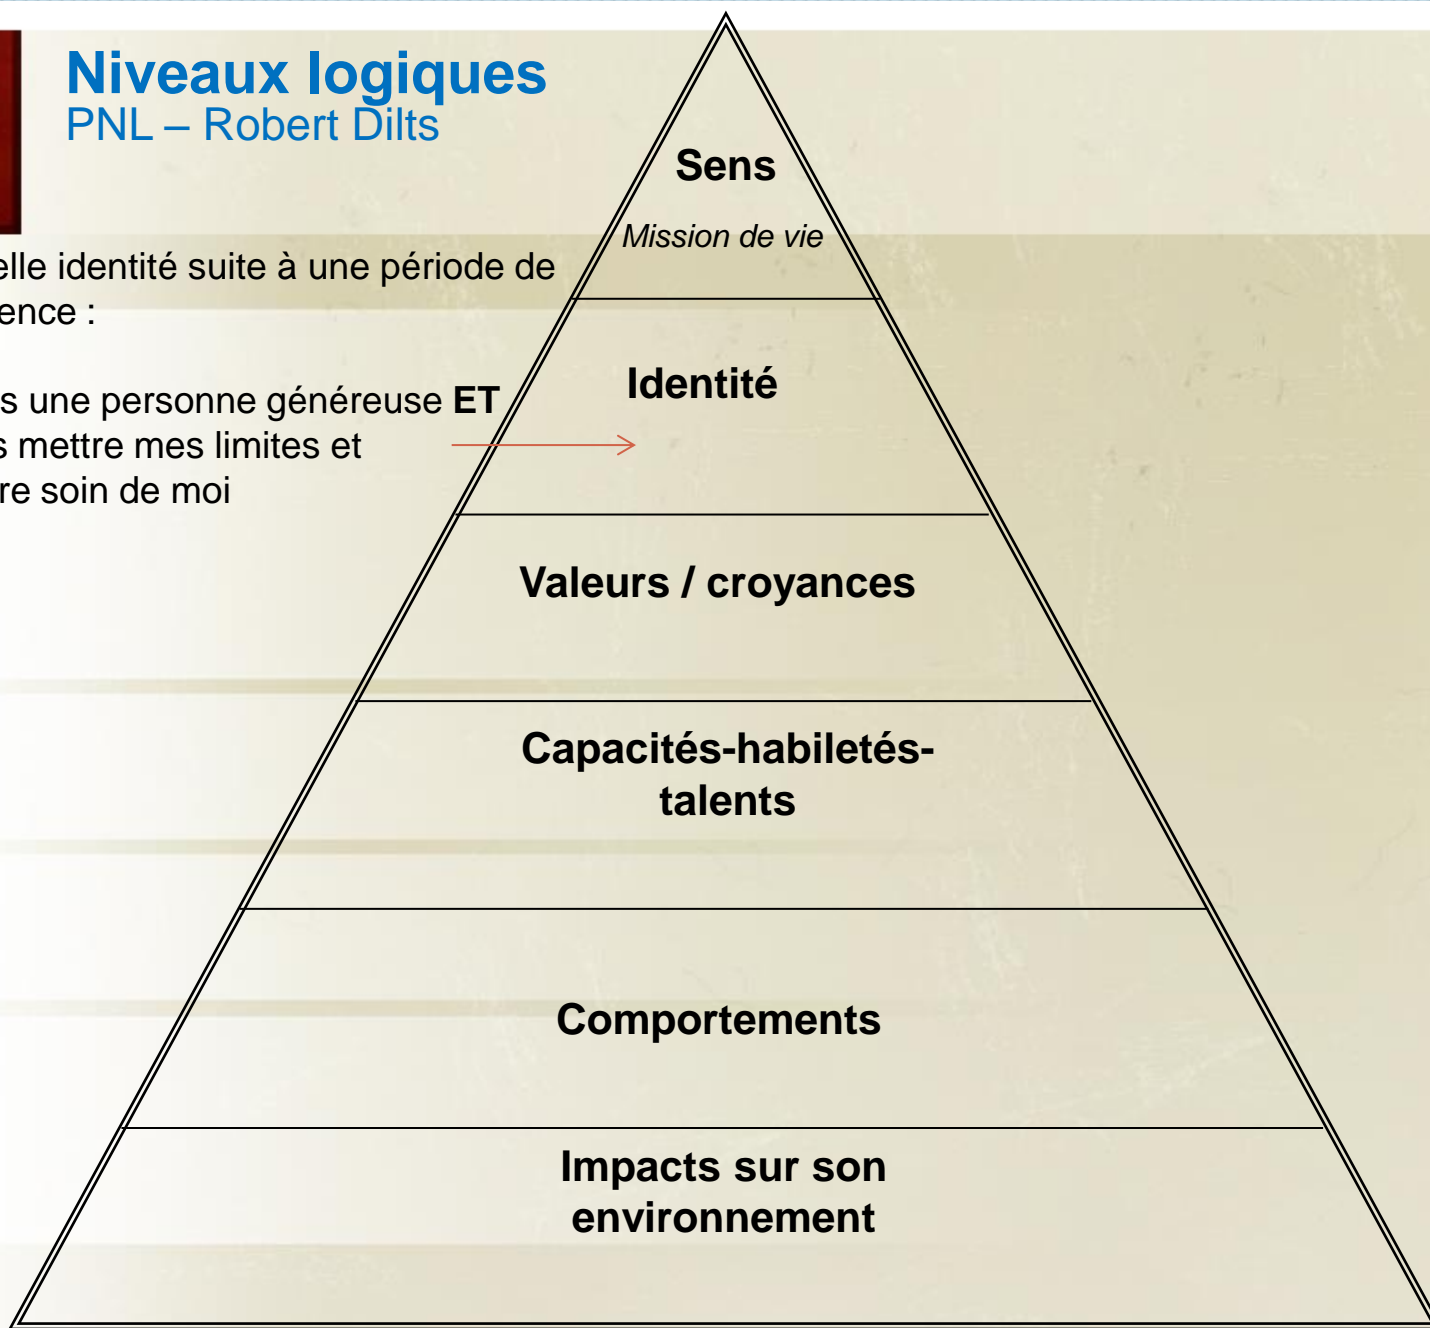 Niveaux logiques
PNL – Robert Dilts
Sens
Mission de vie
elle identité suite à une période de
ence :
Identité
s une personne généreuse ET
s mettre mes limites et
re soin de moi
Valeurs / croyances
Capacités-habiletés-
talents
Comportements
Impacts sur son
environnement